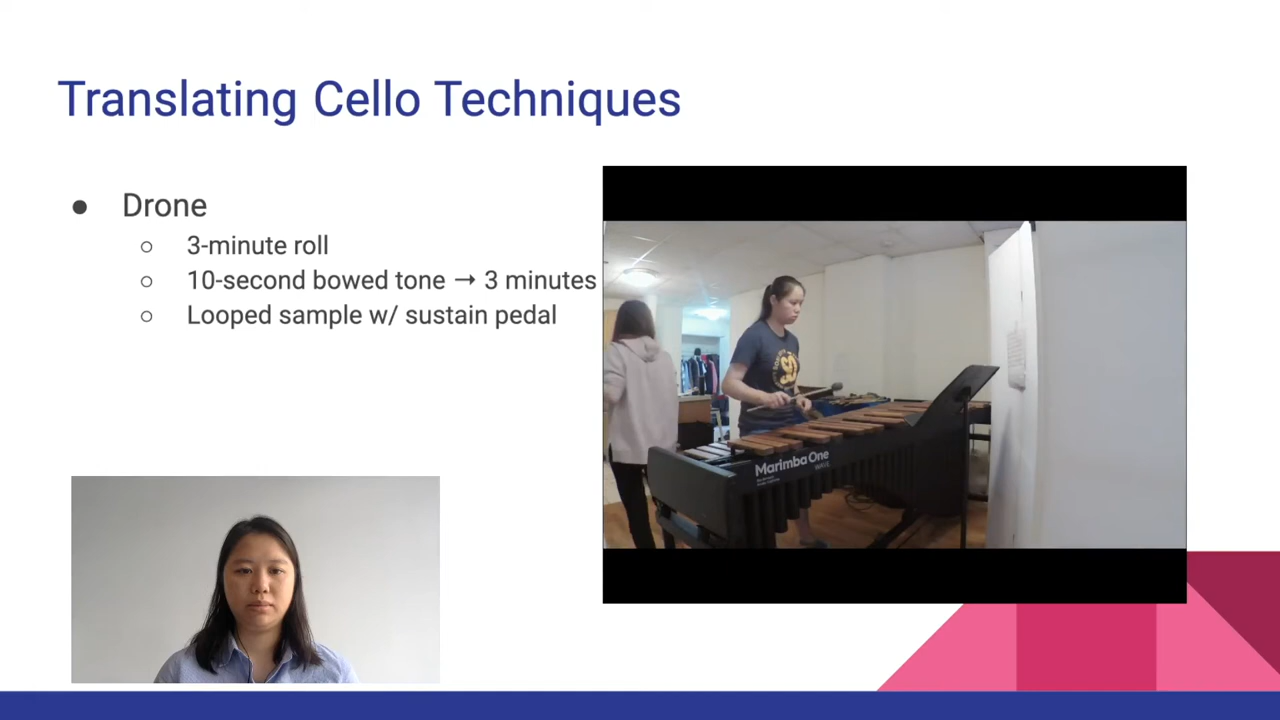 Translating Cello Techniques
● Drone
○ 3-minute roll
○ 10-second bowed tone → 3 minutes
○ Looped sample w/ sustain pedal
SD
Marimba One